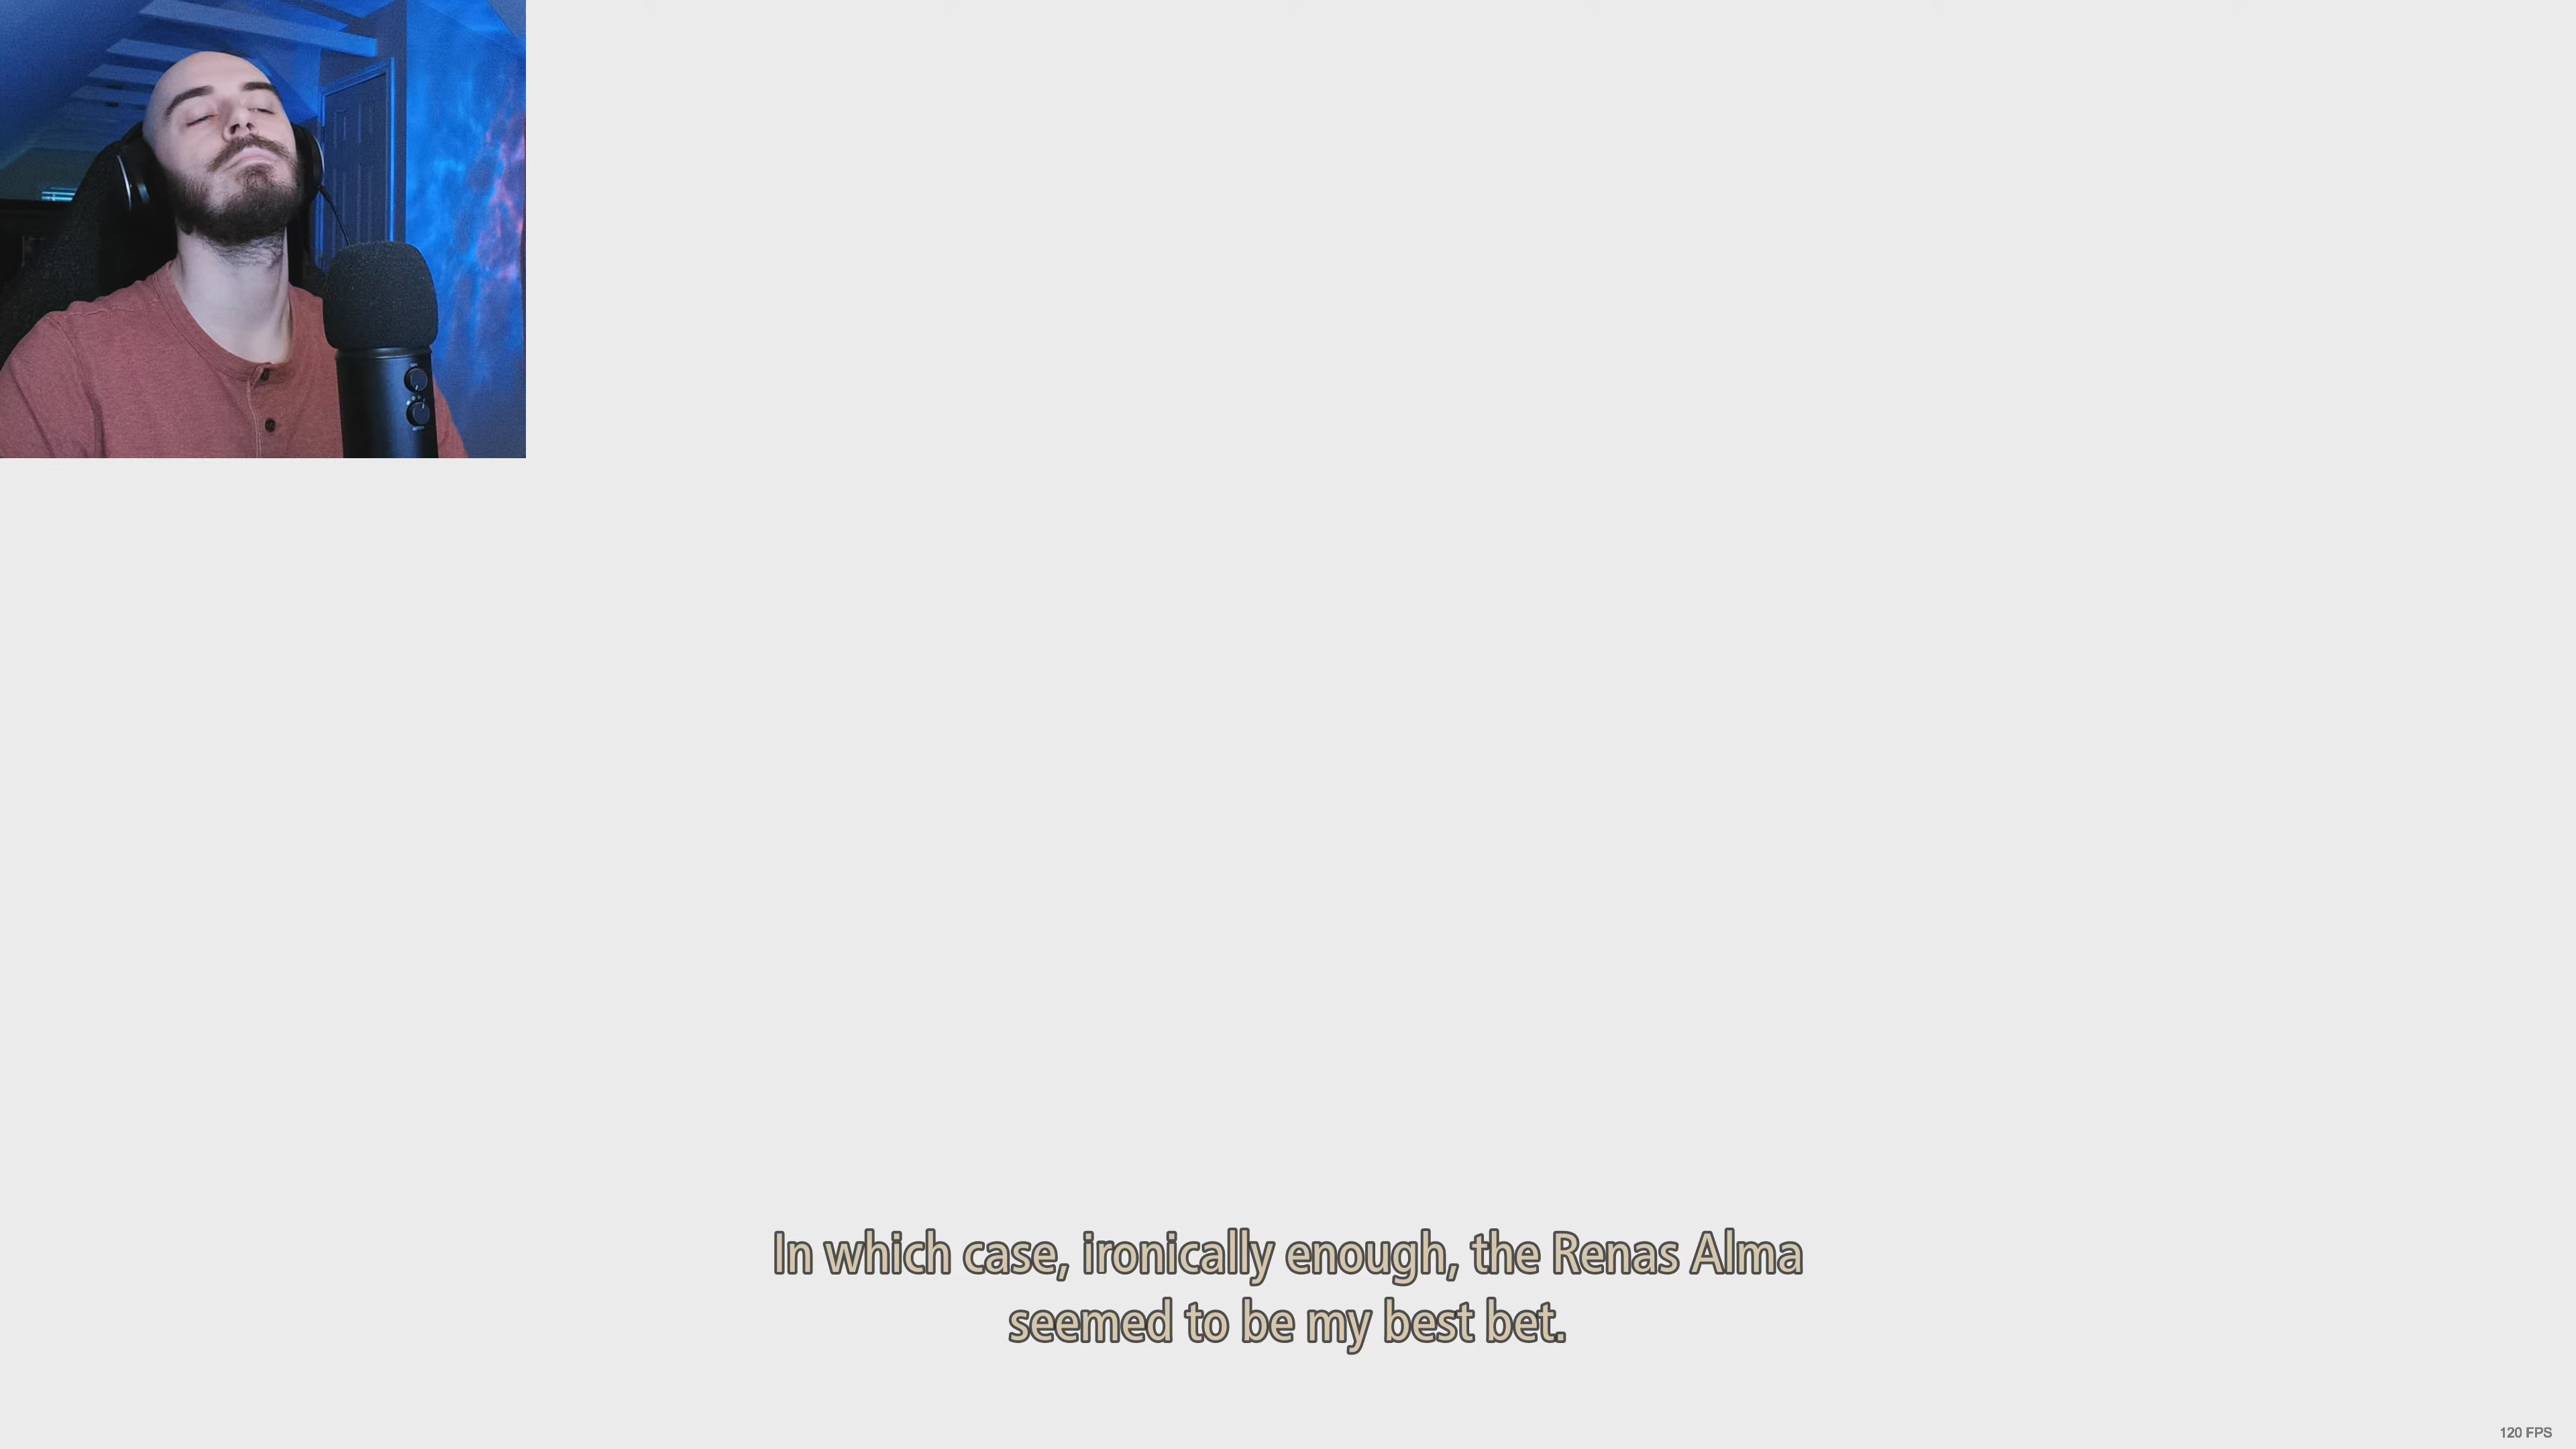 In which case, ironically enough, the Renas Alma
seemed to be my best bet.
120 FPS